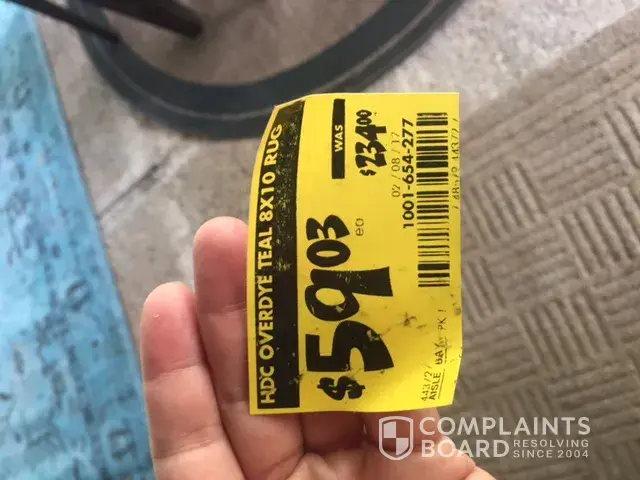 HDC OVERDYE TEAL 8X10 RUG
$59.03
ea
WAS
$234.00
02/08/17
1001-654-277
AISLE BAY
COMPLAINTS
BOARD RESOLVING
SINCE 2004